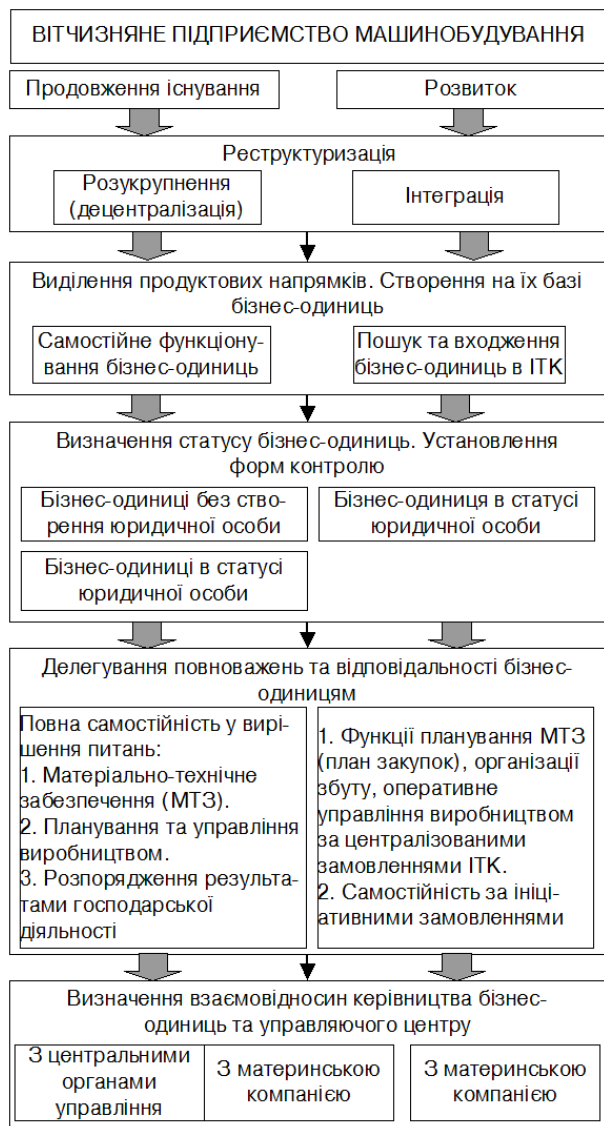 ВІТЧИЗНЯНЕ ПІДПРИЄМСТВО МАШИНОБУДУВАННЯ
Продовження існування
Розвиток
Реструктуризація
Розукрупнення
(децентралізація)
Інтеграція
Виділення продуктових напрямків. Створення на їх базі
бізнес-одиниць
Самостійне функціону-
вання бізнес-одиниць
Пошук та входження
бізнес-одиниць в ІТК
Визначення статусу бізнес-одиниць. Установлення
форм контролю
Бізнес-одиниці без ство-
рення юридичної особи
Бізнес-одиниця в статусі
юридичної особи
Бізнес-одиниці в статусі
юридичної особи
Делегування повноважень та відповідальності бізнес-
одиницям
Повна самостійність у вирі-
шення питань:
1. Матеріально-технічне
забезпечення (МТЗ).
2. Планування та управління
виробництвом.
3. Розпорядження результа-
тами господарської
діяльності
1. Функції планування МТЗ
(план закупок), організації
збуту, оперативне
управління виробництвом
за централізованими
замовленнями ІТК.
2. Самостійність за ініці-
ативними замовленнями
Визначення взаємовідносин керівництва бізнес-
одиниць та управляючого центру
З центральними
органами
управління
З материнською
компанією
З материнською
компанією